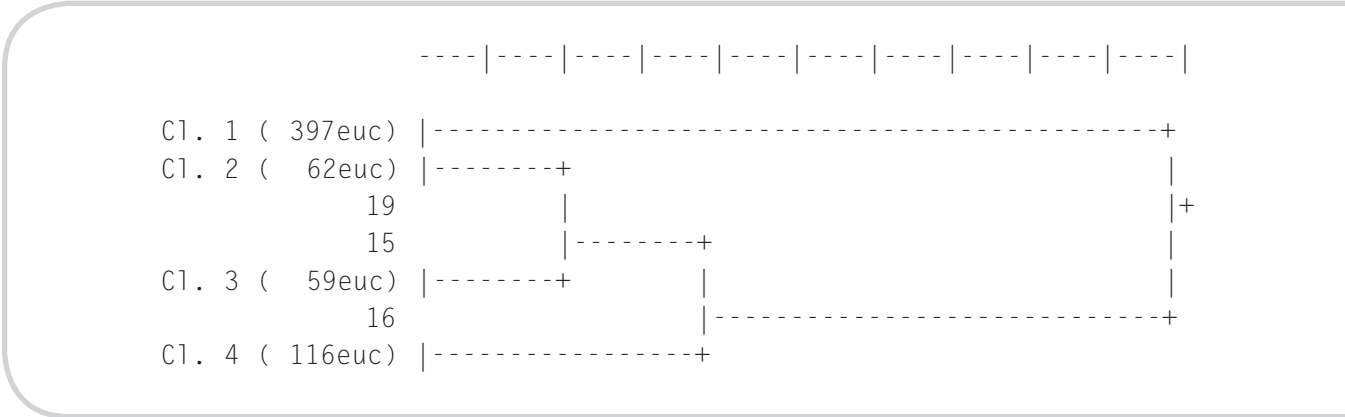 ----|----|----|----|----|----|----|----|----|----|
Cl. 1 ( 397euc) |-----------------------------------------------+
Cl. 2 (  62euc) |--------+                                      |
             19          |                                      |+
             15          |--------+                             |
Cl. 3 (  59euc) |--------+        |                             |
             16                   |-----------------------------+
Cl. 4 ( 116euc) |-----------------+